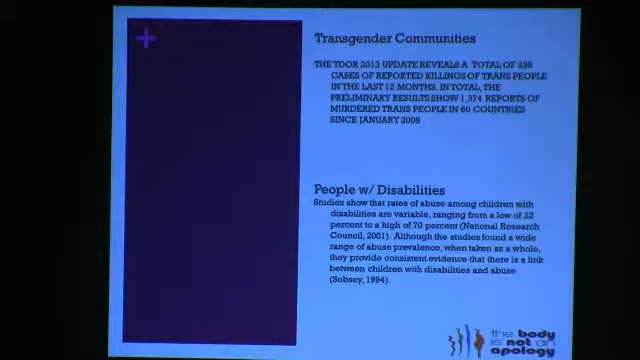 +
Transgender Communities
THE TDOR 2013 UPDATE REVEALS A TOTAL OF 238
CASES OF REPORTED KILLINGS OF TRANS PEOPLE
IN THE LAST 12 MONTHS. IN TOTAL, THE
PRELIMINARY RESULTS SHOW 1,374 REPORTS OF
MURDERED TRANS PEOPLE IN 60 COUNTRIES
SINCE JANUARY 2008
People w/ Disabilities
Studies show that rates of abuse among children with
disabilities are variable, ranging from a low of 22
percent to a high of 70 percent (National Research
Council, 2001). Although the studies found a wide
range of abuse prevalence, when taken as a whole,
they provide consistent evidence that there is a link
between children with disabilities and abuse
(Sobsey, 1994).
the body
is not an
apology